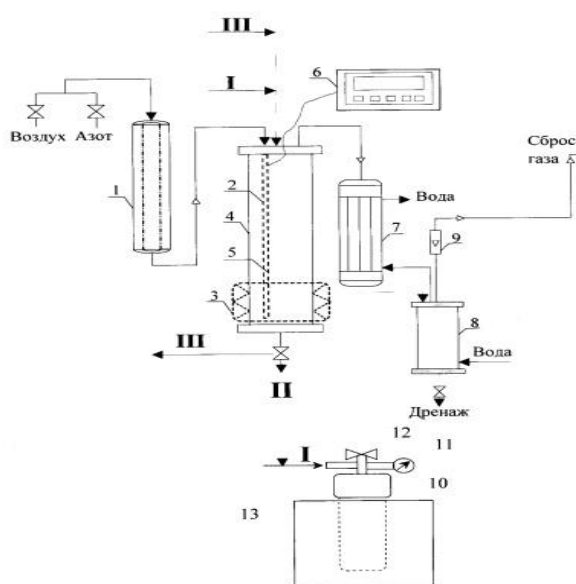 III
I
6
Воздух Азот
Сброс
газа
1
2
4
5
3
Вода
7
9
8
III
II
Вода
Дренаж
12
11
I
10
13